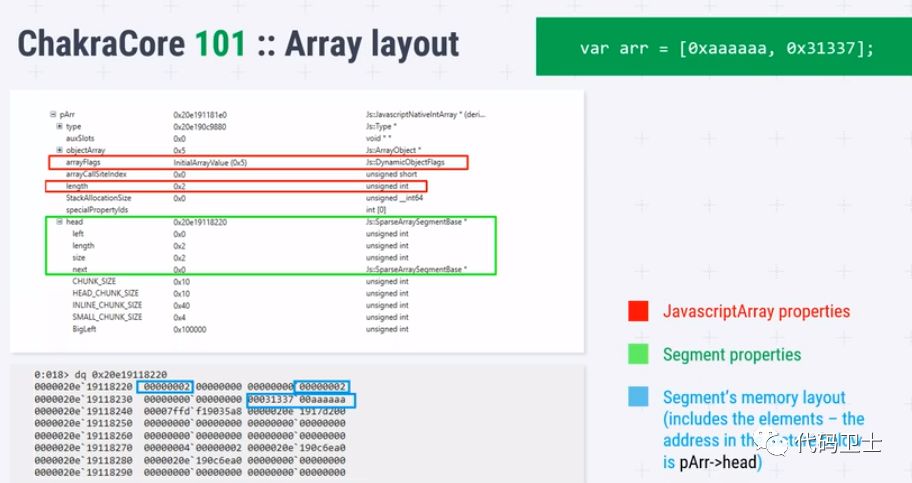 ChakraCore 101 :: Array layout
var arr = [0xaaaaaa, 0x31337];
pArr 0x20e191181e0 Js::JavascriptNativeIntArray * (deri...
type 0x20e190c9880 Js::Type *
auxSlots 0x0 void * *
objectArray 0x5 Js::ArrayObject *
arrayFlags InitialArrayValue (0x5) Js::DynamicObjectFlags
arrayCallSiteIndex 0x0 unsigned short
length 0x2 unsigned int
StackAllocationSize 0x0 unsigned __int64
specialPropertyIds int [0]
head 0x20e19118220 Js::SparseArraySegmentBase *
left 0x0 unsigned int
length 0x2 unsigned int
size 0x2 unsigned int
next 0x0 Js::SparseArraySegmentBase *
CHUNK_SIZE 0x10 unsigned int
HEAD_CHUNK_SIZE 0x10 unsigned int
INLINE_CHUNK_SIZE 0x40 unsigned int
SMALL_CHUNK_SIZE 0x4 unsigned int
BigLeft 0x100000 unsigned int
0:018> dq 0x20e19118220
0000020e`19118220 00000002`00000000 00000000`00000002
0000020e`19118230 00000000`00000000 00031337`00aaaaaa
0000020e`19118240 00007ffd`f19035a8 0000020e`1917d200
0000020e`19118250 00000000`00000000 00000000`00000000
0000020e`19118260 00000000`00000000 00000000`00000000
0000020e`19118270 00000004`00000002 0000020e`190c6ea0
0000020e`19118280 0000020e`190c6ea0 00000000`00000000
0000020e`19118290 00000000`00000000 00000000`00000000
JavascriptArray properties
Segment properties
Segment's memory layout
(includes the elements – the
address in the
is pArr->head)
代码卫士